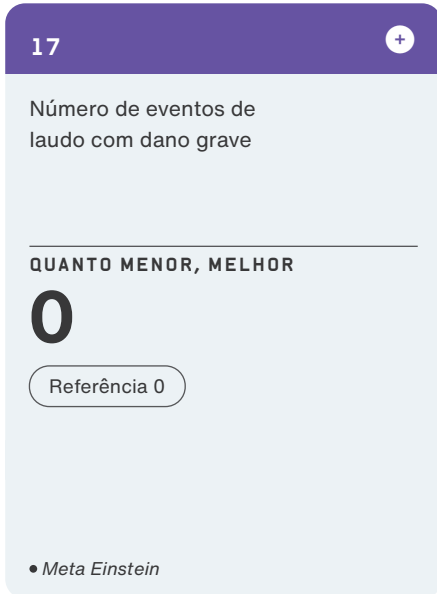 17
+
Número de eventos de
laudo com dano grave
QUANTO MENOR, MELHOR
0
Referência 0
• Meta Einstein